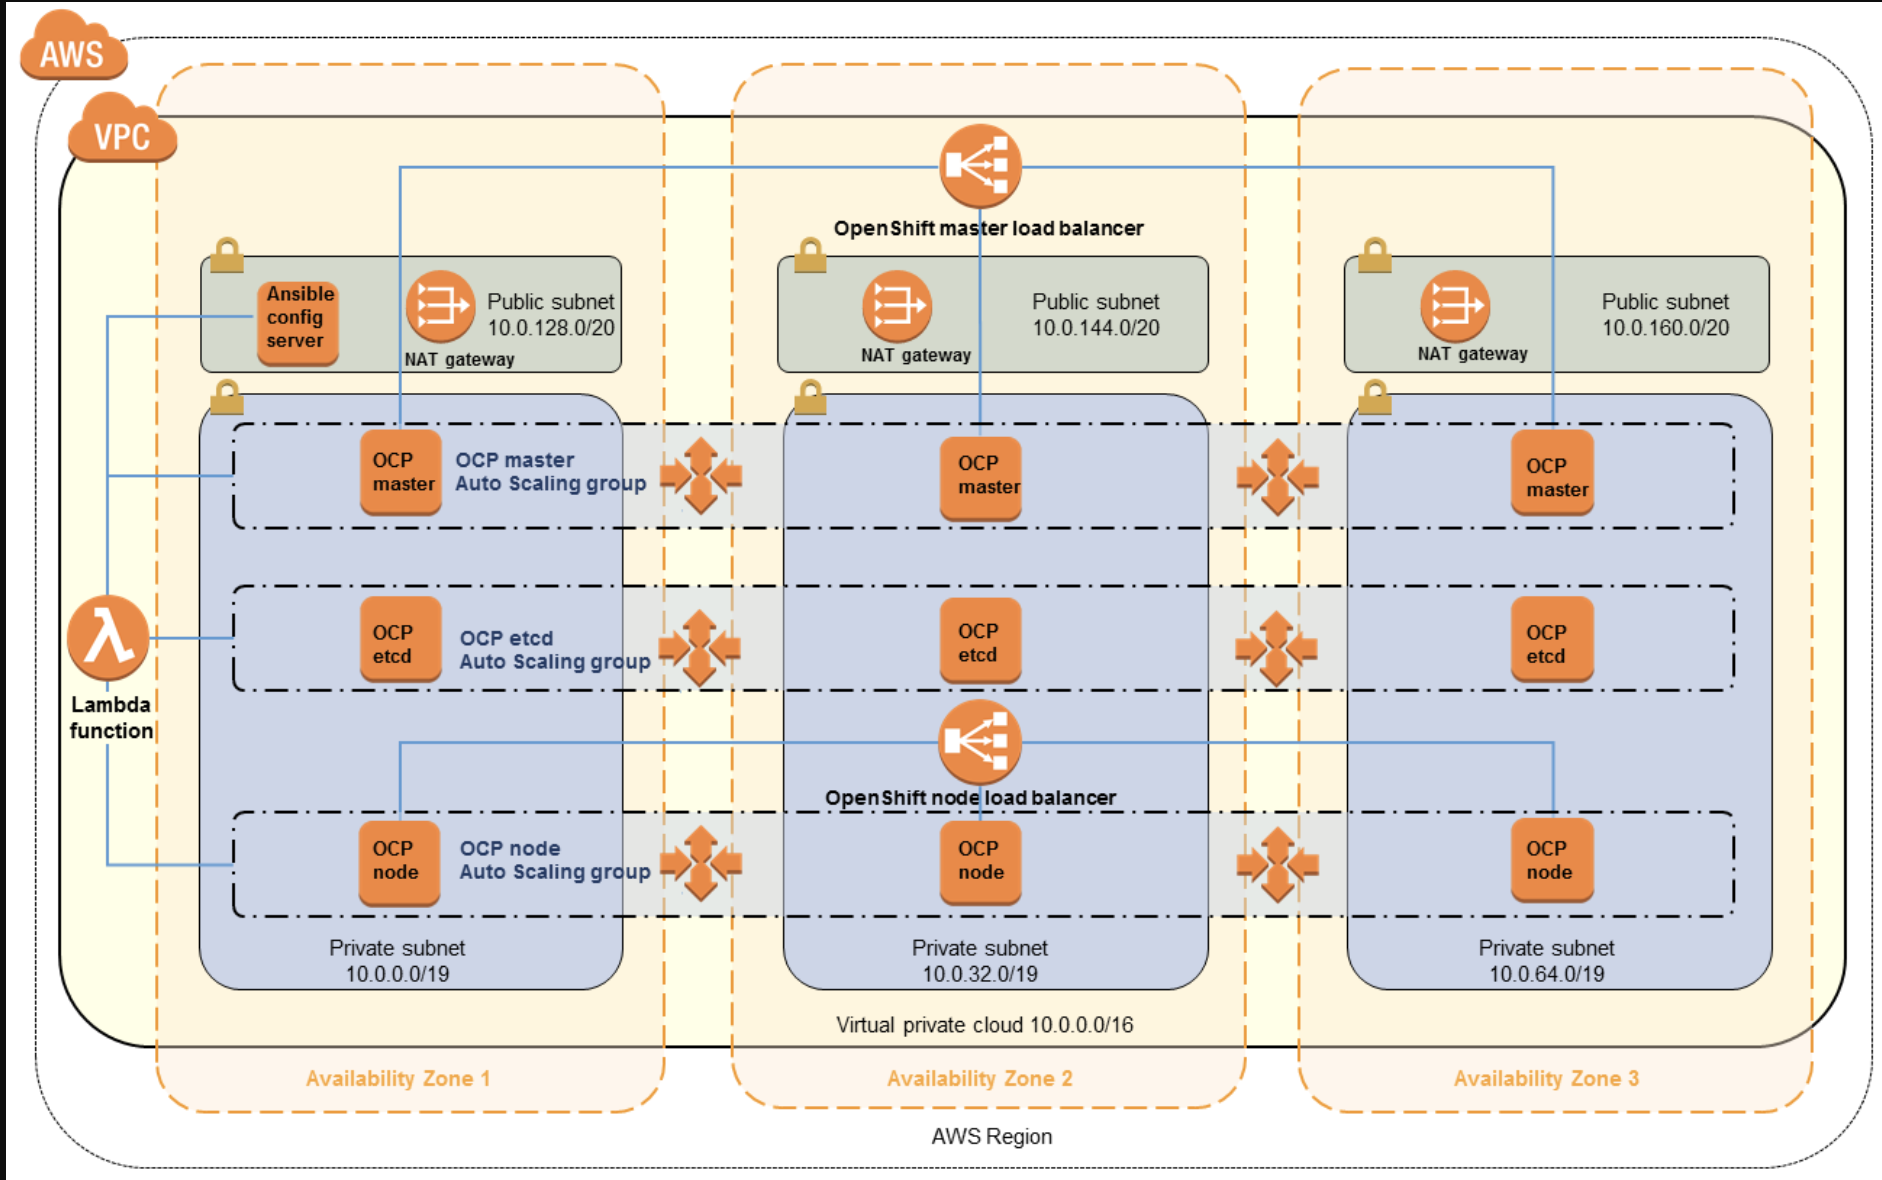 AWS
VPC
OpenShift master load balancer
Ansible
config
server
NAT gateway
Public subnet
10.0.128.0/20
NAT gateway
Public subnet
10.0.144.0/20
NAT gateway
Public subnet
10.0.160.0/20
OCP
master
OCP master
Auto Scaling group
OCP
master
OCP
master
OCP
etcd
OCP etcd
Auto Scaling group
OCP
etcd
OCP
etcd
λ
Lambda
function
OpenShift node load balancer
OCP
node
OCP node
Auto Scaling group
OCP
node
OCP
node
Private subnet
10.0.0.0/19
Private subnet
10.0.32.0/19
Private subnet
10.0.64.0/19
Virtual private cloud 10.0.0.0/16
Availability Zone 1
Availability Zone 2
Availability Zone 3
AWS Region